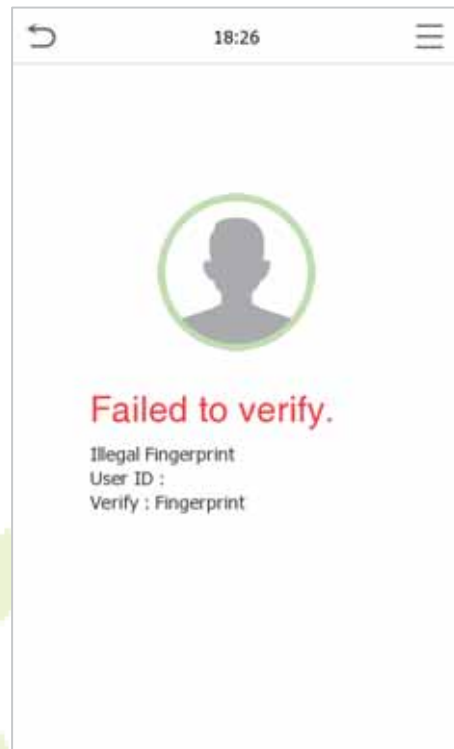 18:26
Failed to verify.
Illegal Fingerprint
User ID :
Verify : Fingerprint